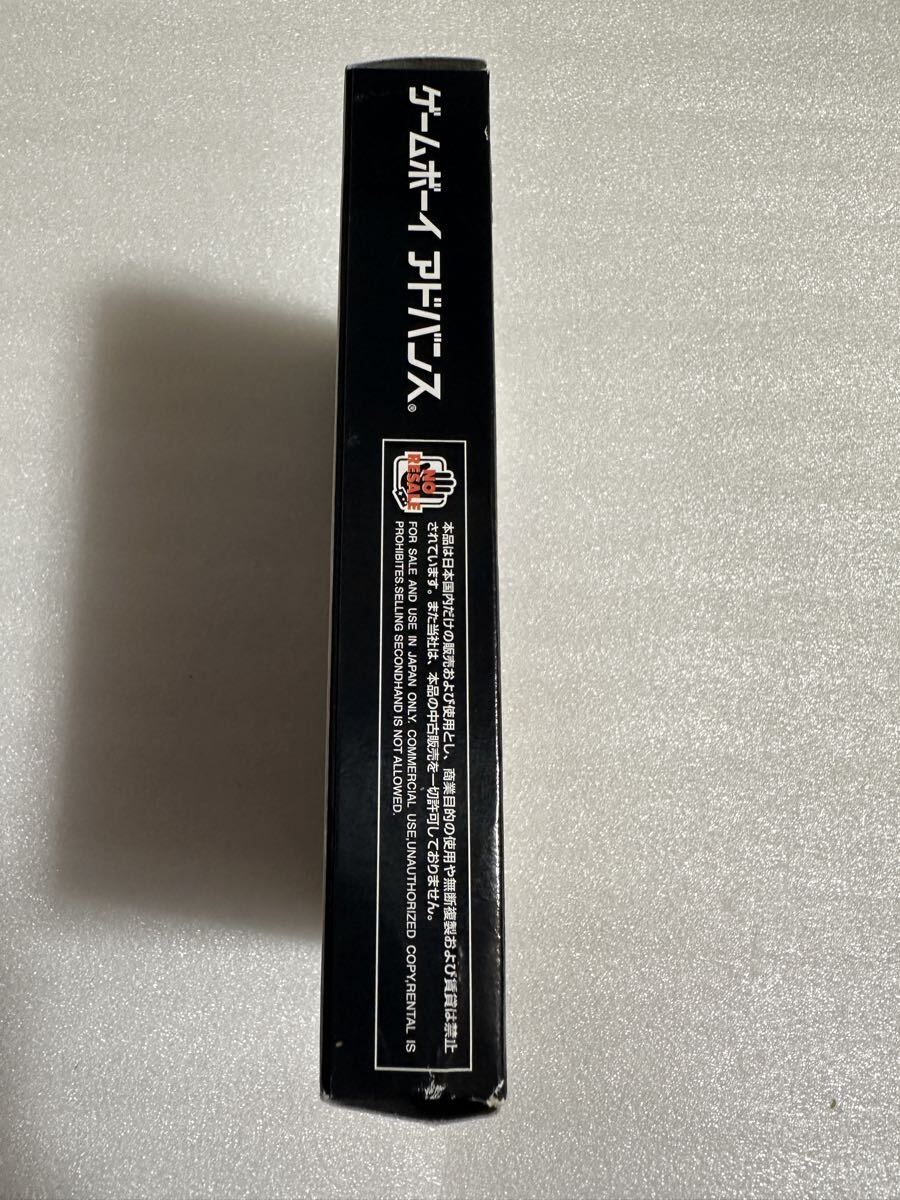 ゲームボーイ アドバンス®
NO
RESALE
本品は日本国内だけの販売および使用とし、商業目的の使用や無断複製および賃貸は禁止
されています。また当社は、本品の中古販売を一切許可しておりません。
FOR SALE AND USE IN JAPAN ONLY. COMMERCIAL USE,UNAUTHORIZED COPY,RENTAL IS
PROHIBITES.SELLING SECONDHAND IS NOT ALLOWED.